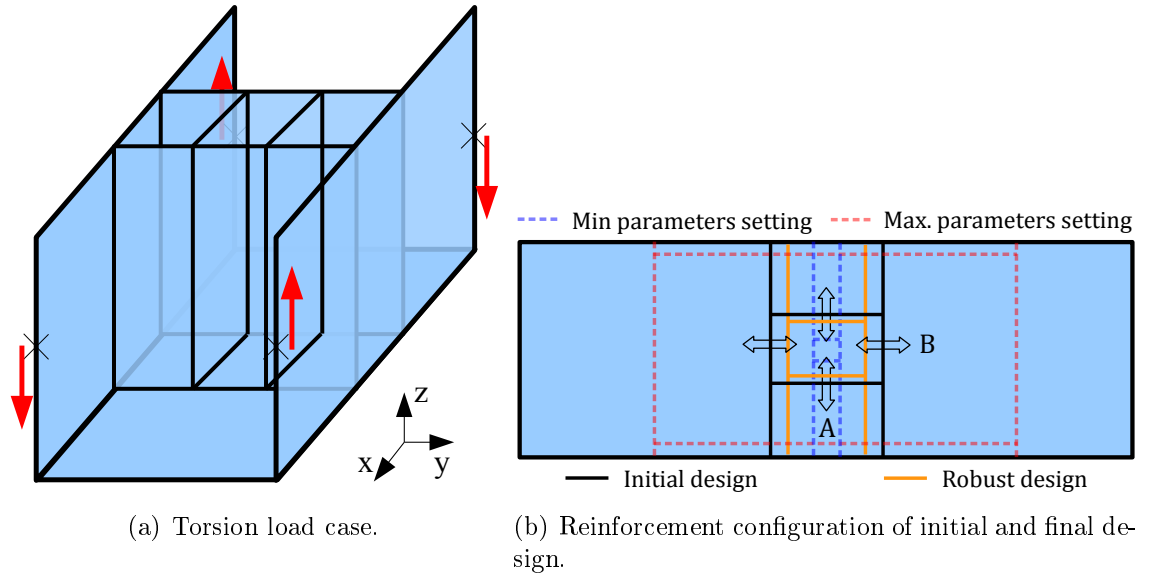 z
x
y
Min parameters setting
Max. parameters setting
B
A
Initial design
Robust design
(a) Torsion load case.
(b) Reinforcement configuration of initial and final de-
sign.